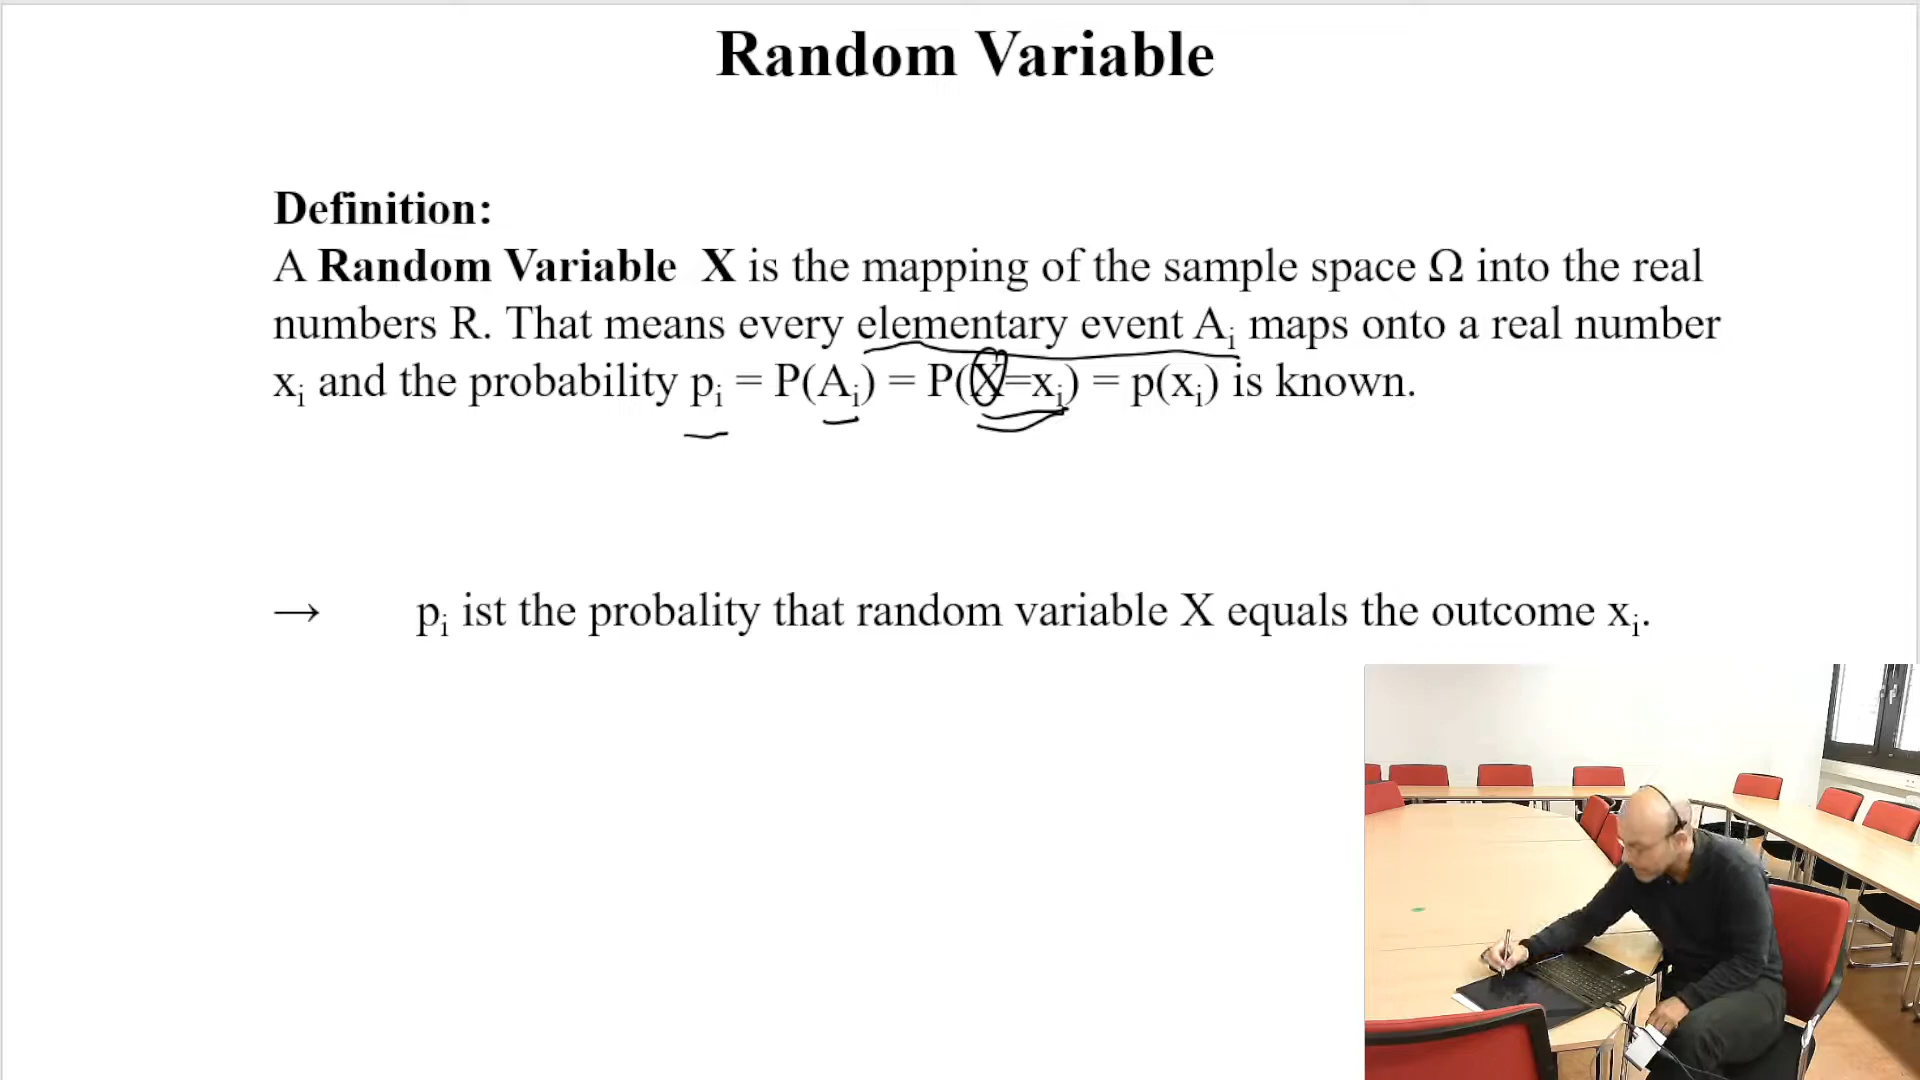 Random Variable
Definition:
A Random Variable X is the mapping of the sample space Ω into the real
numbers R. That means every elementary event Aᵢ maps onto a real number
xᵢ and the probability pᵢ = P(Aᵢ) = P(X=xᵢ) = p(xᵢ) is known.
→ pᵢ ist the probality that random variable X equals the outcome xᵢ.